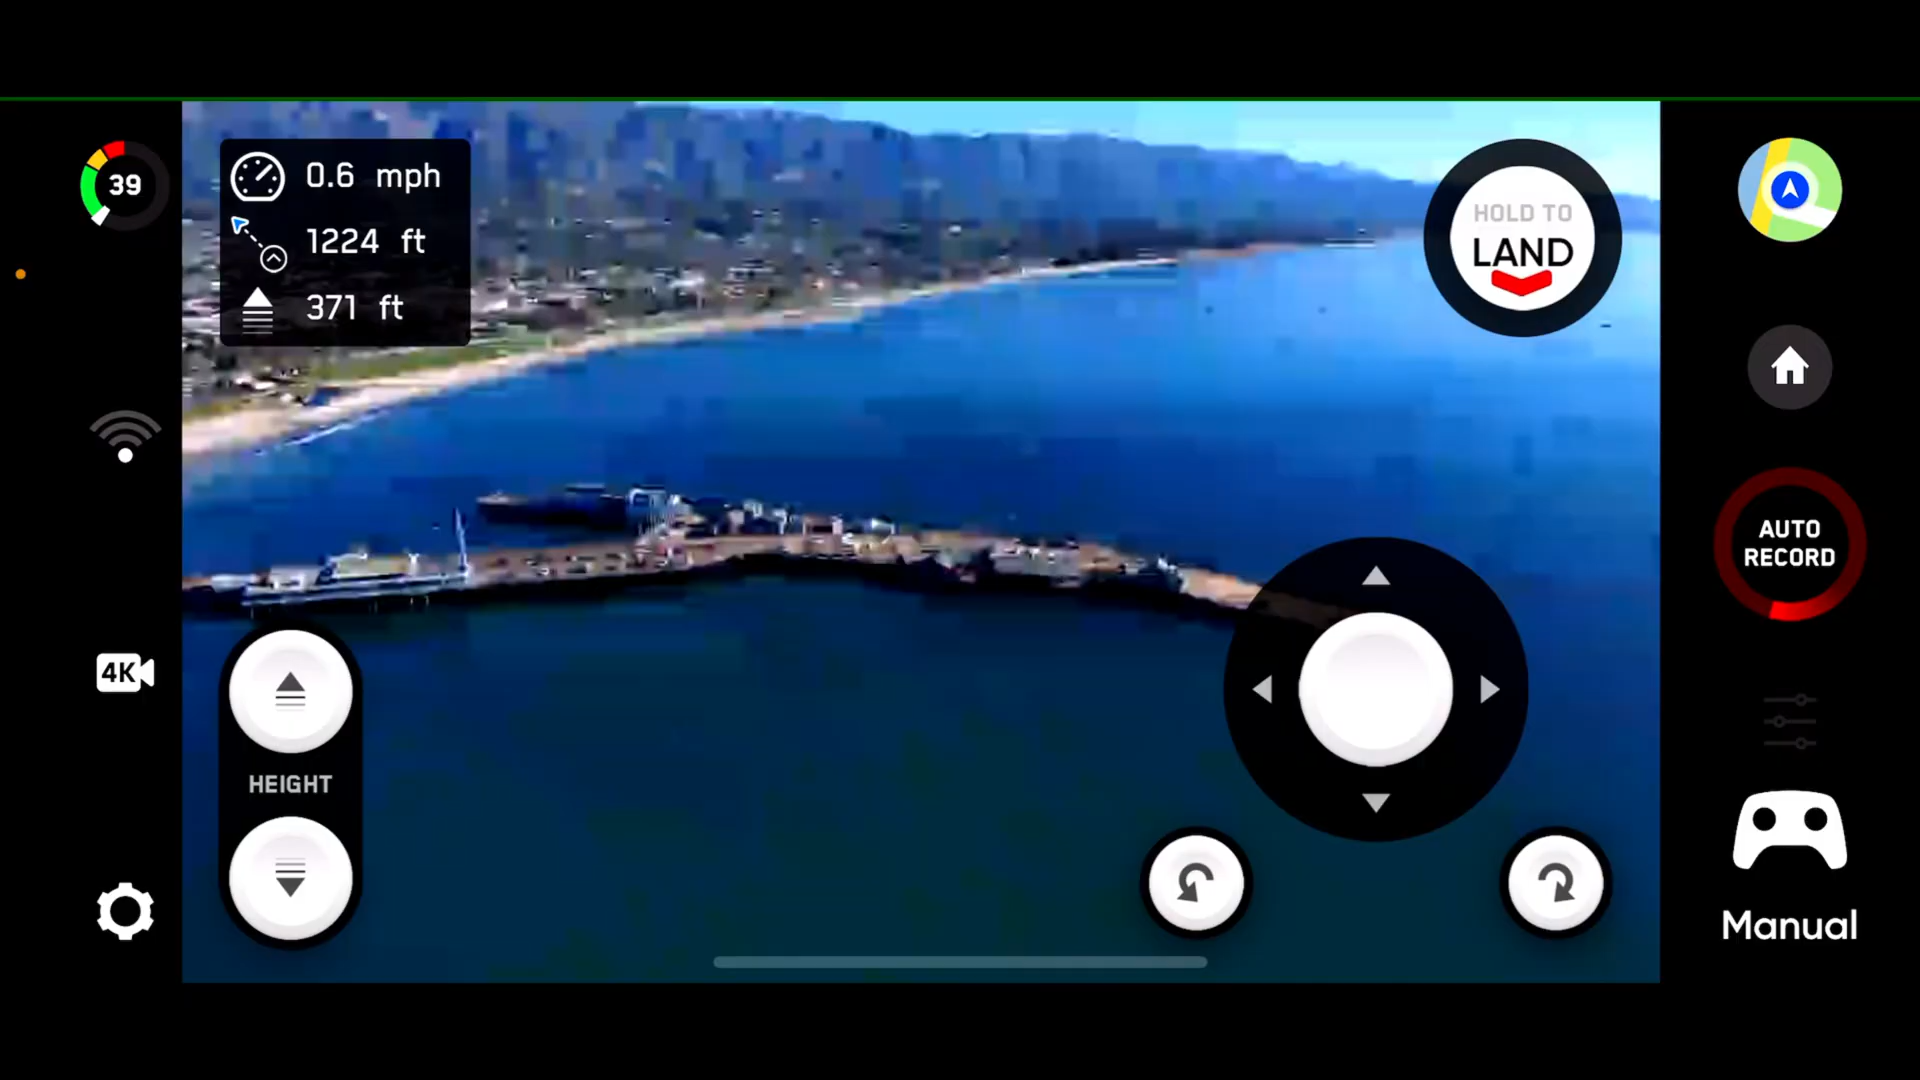 39
0.6 mph
1224 ft
371 ft
HOLD TO
LAND
AUTO
RECORD
4K
HEIGHT
Manual